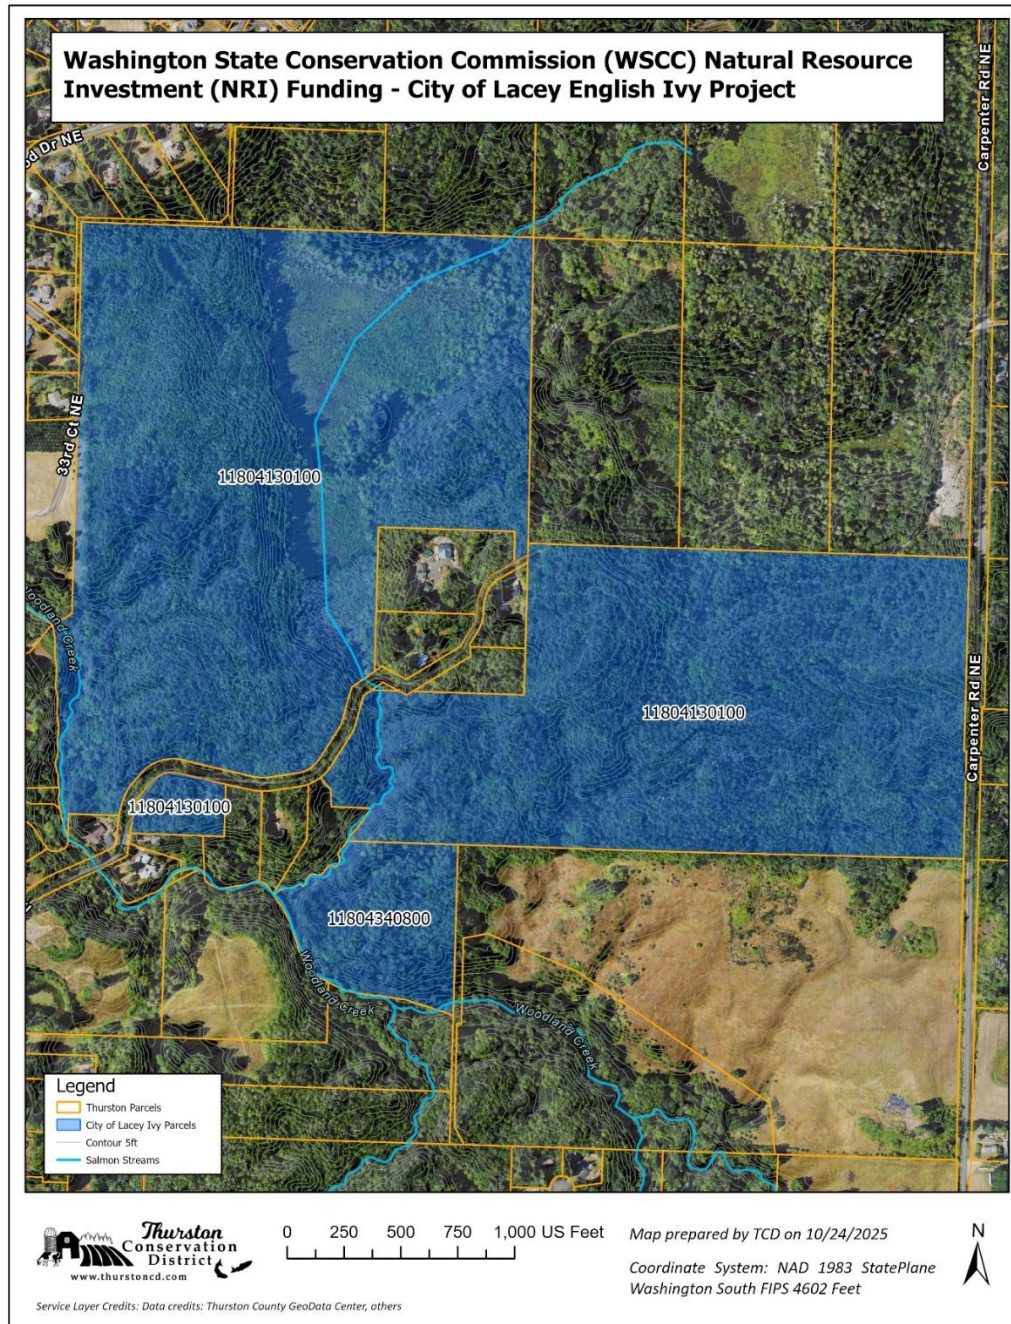 Washington State Conservation Commission (WSCC) Natural Resource
Investment (NRI) Funding - City of Lacey English Ivy Project
Dr NE
Carpenter Rd NE
33rd Ct NE
11804130100
Woodland Creek
11804130100
Carpenter Rd NE
11804130100
11804340800
Woodland Creek
Woodland Creek
Legend
Thurston Parcels
City of Lacey Ivy Parcels
Contour 5ft
Salmon Streams
Thurston
Conservation
District
www.thurstoncd.com
0 250 500 750 1,000 US Feet
Map prepared by TCD on 10/24/2025
Coordinate System: NAD 1983 StatePlane
Washington South FIPS 4602 Feet
N
Service Layer Credits: Data credits: Thurston County GeoData Center, others